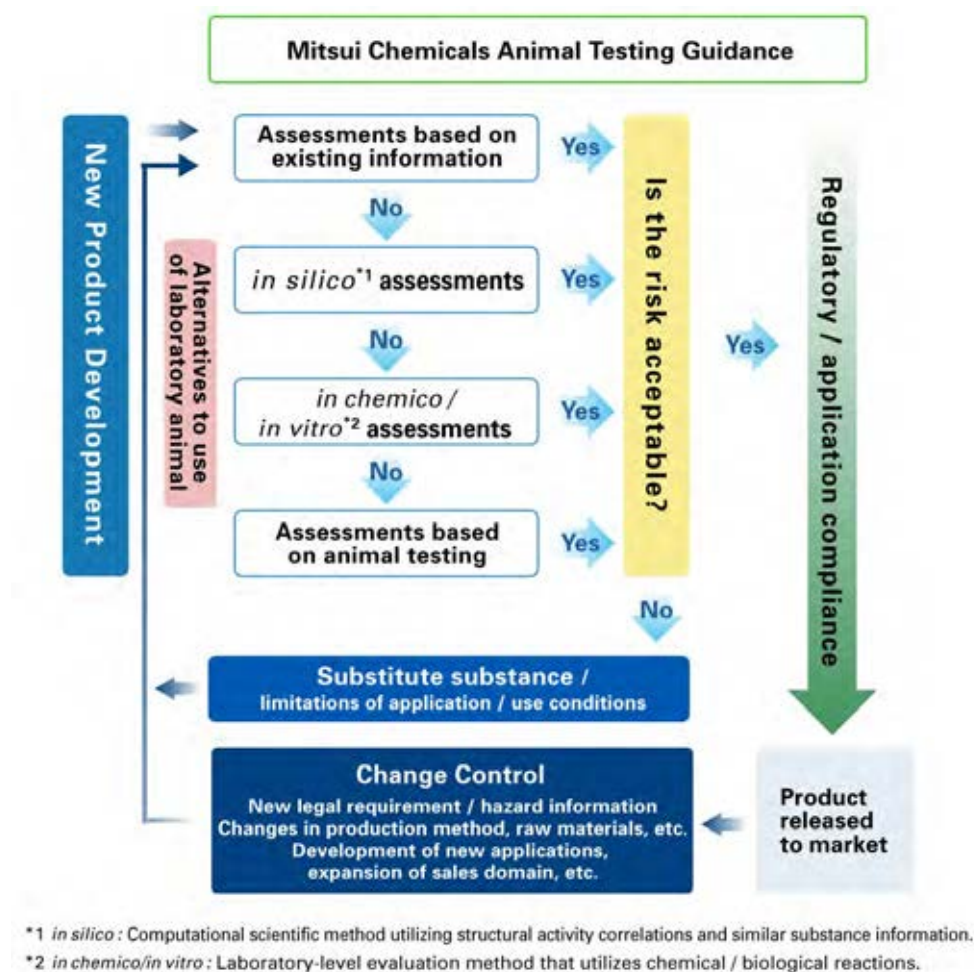 Mitsui Chemicals Animal Testing Guidance
New Product Development
Assessments based on
existing information
Yes
No
Alternatives to use
of laboratory animal
in silico*1 assessments
Yes
No
in chemico /
in vitro*2 assessments
Yes
No
Assessments based
on animal testing
Yes
Is the risk acceptable?
Yes
Regulatory / application compliance
No
Substitute substance /
limitations of application / use conditions
Change Control
New legal requirement / hazard information
Changes in production method, raw materials, etc.
Development of new applications,
expansion of sales domain, etc.
Product
released
to market
*1 in silico : Computational scientific method utilizing structural activity correlations and similar substance information.
*2 in chemico/in vitro : Laboratory-level evaluation method that utilizes chemical / biological reactions.